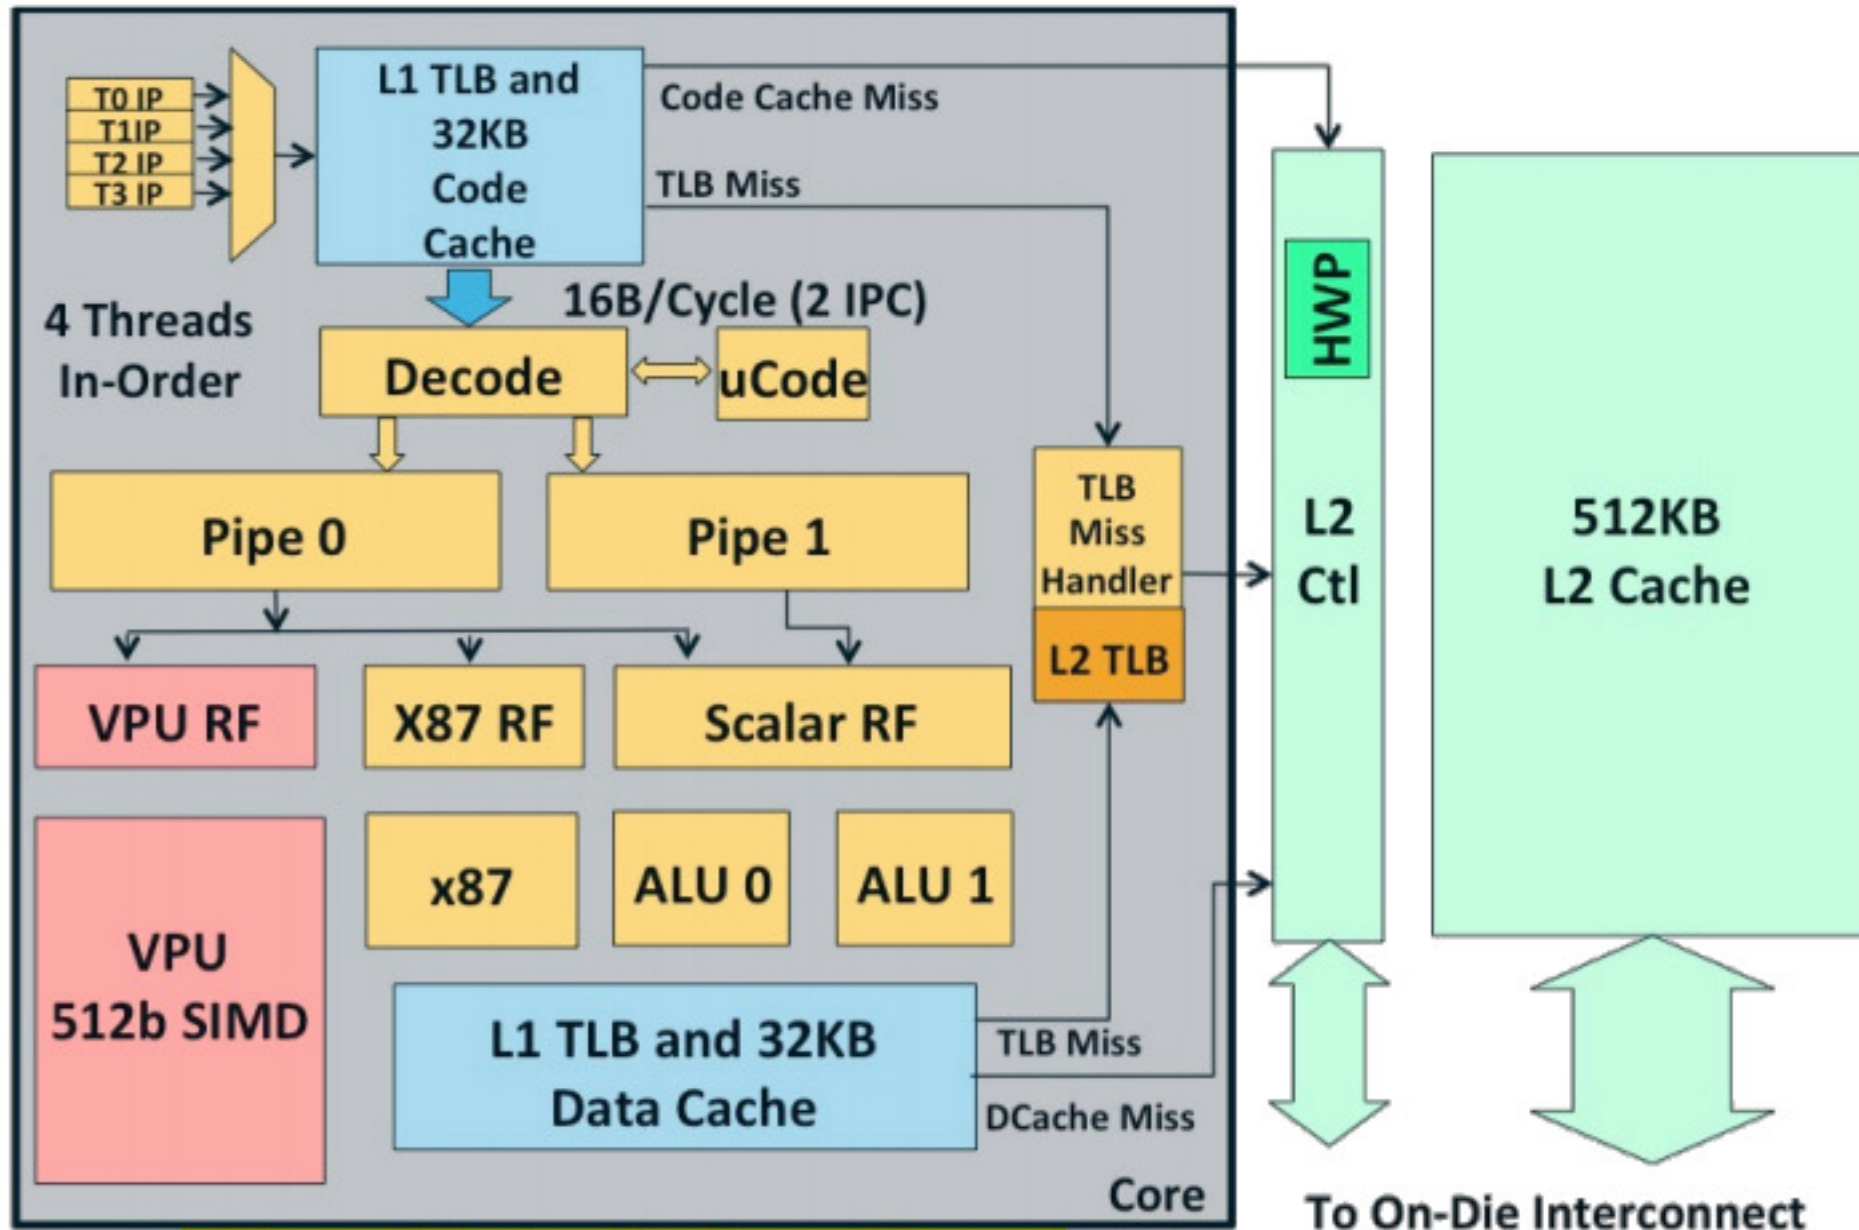 T0 IP
T1IP
T2 IP
T3 IP
L1 TLB and
32KB
Code
Cache
Code Cache Miss
TLB Miss
4 Threads
In-Order
16B/Cycle (2 IPC)
Decode
uCode
Pipe 0
Pipe 1
TLB
Miss
Handler
L2 TLB
VPU RF
X87 RF
Scalar RF
VPU
512b SIMD
x87
ALU 0
ALU 1
L1 TLB and 32KB
Data Cache
TLB Miss
DCache Miss
Core
HWP
L2
Ctl
512KB
L2 Cache
To On-Die Interconnect